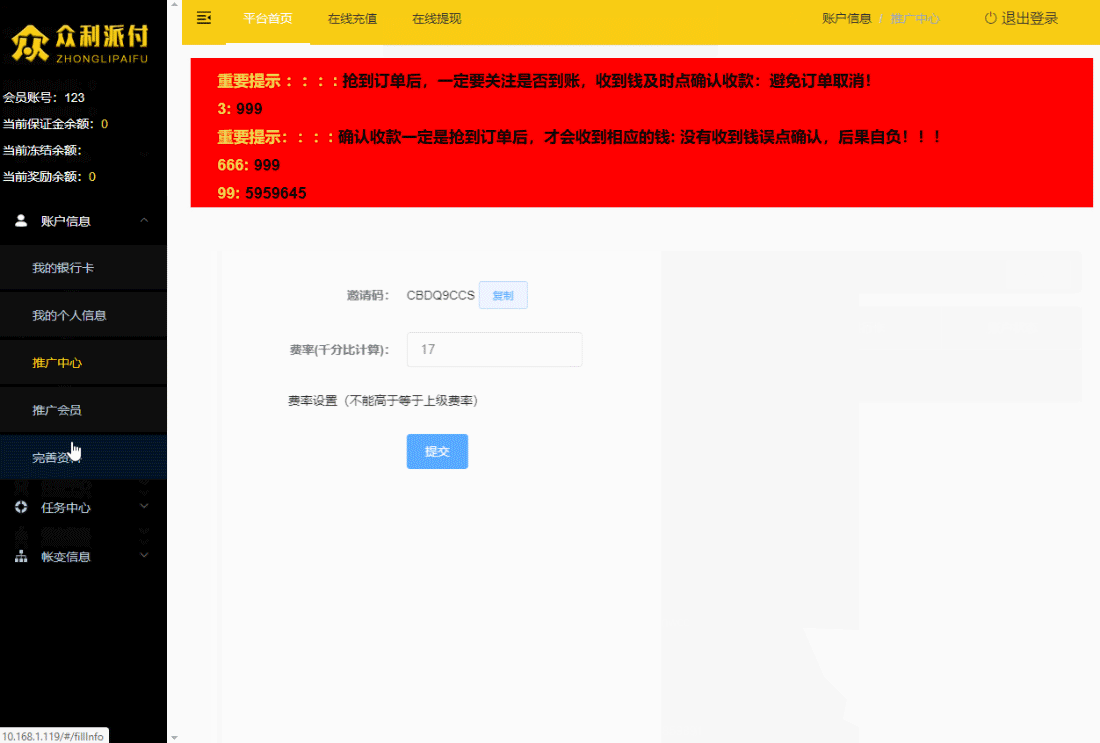 众利派付
ZHONGLIPAIFU
会员账号：123
当前保证金余额：0
当前冻结余额：
当前奖励余额：0
账户信息
我的银行卡
我的个人信息
推广中心
推广会员
完善资
任务中心
帐变信息
10.168.1.119/#/fillInfo
平台首页 在线充值 在线提现 账户信息 / 推广中心 退出登录
重要提示：：：：抢到订单后，一定要关注是否到账，收到钱及时点确认收款：避免订单取消！
3: 999
重要提示：：：：确认收款一定是抢到订单后，才会收到相应的钱: 没有收到钱误点确认，后果自负！！！
666: 999
99: 5959645
邀请码： CBDQ9CCS 复制
费率(千分比计算)： 17
费率设置（不能高于等于上级费率）
提交